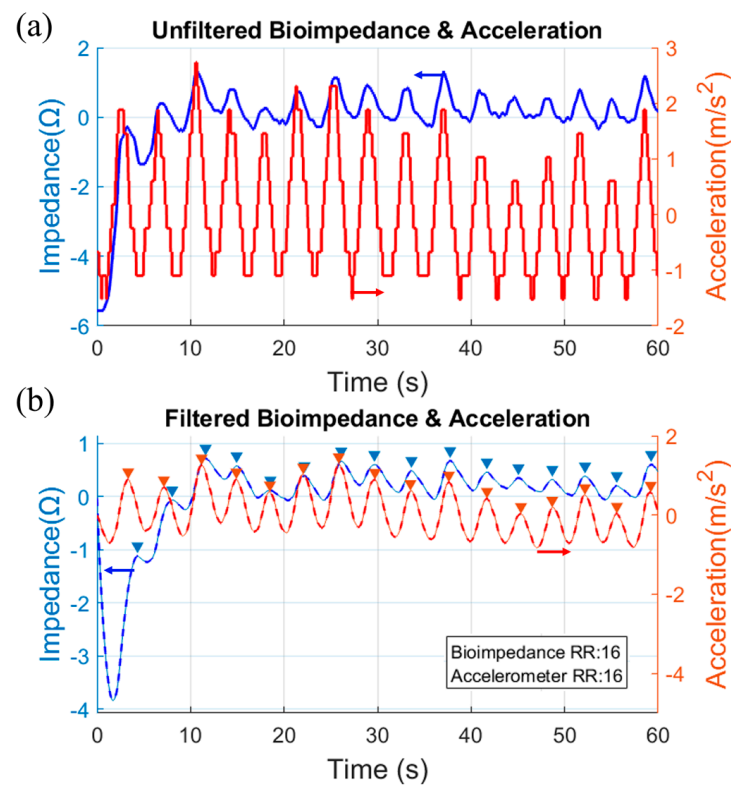 (a)
Unfiltered Bioimpedance & Acceleration
Impedance(Ω)
2
0
-2
-4
-6
3
2
1
0
-1
-2
Acceleration(m/s²)
0 10 20 30 40 50 60
Time (s)
(b)
Filtered Bioimpedance & Acceleration
Impedance(Ω)
1
0
-1
-2
-3
-4
2
1
0
-1
-2
-4
Acceleration(m/s²)
Bioimpedance RR:16
Accelerometer RR:16
0 10 20 30 40 50 60
Time (s)